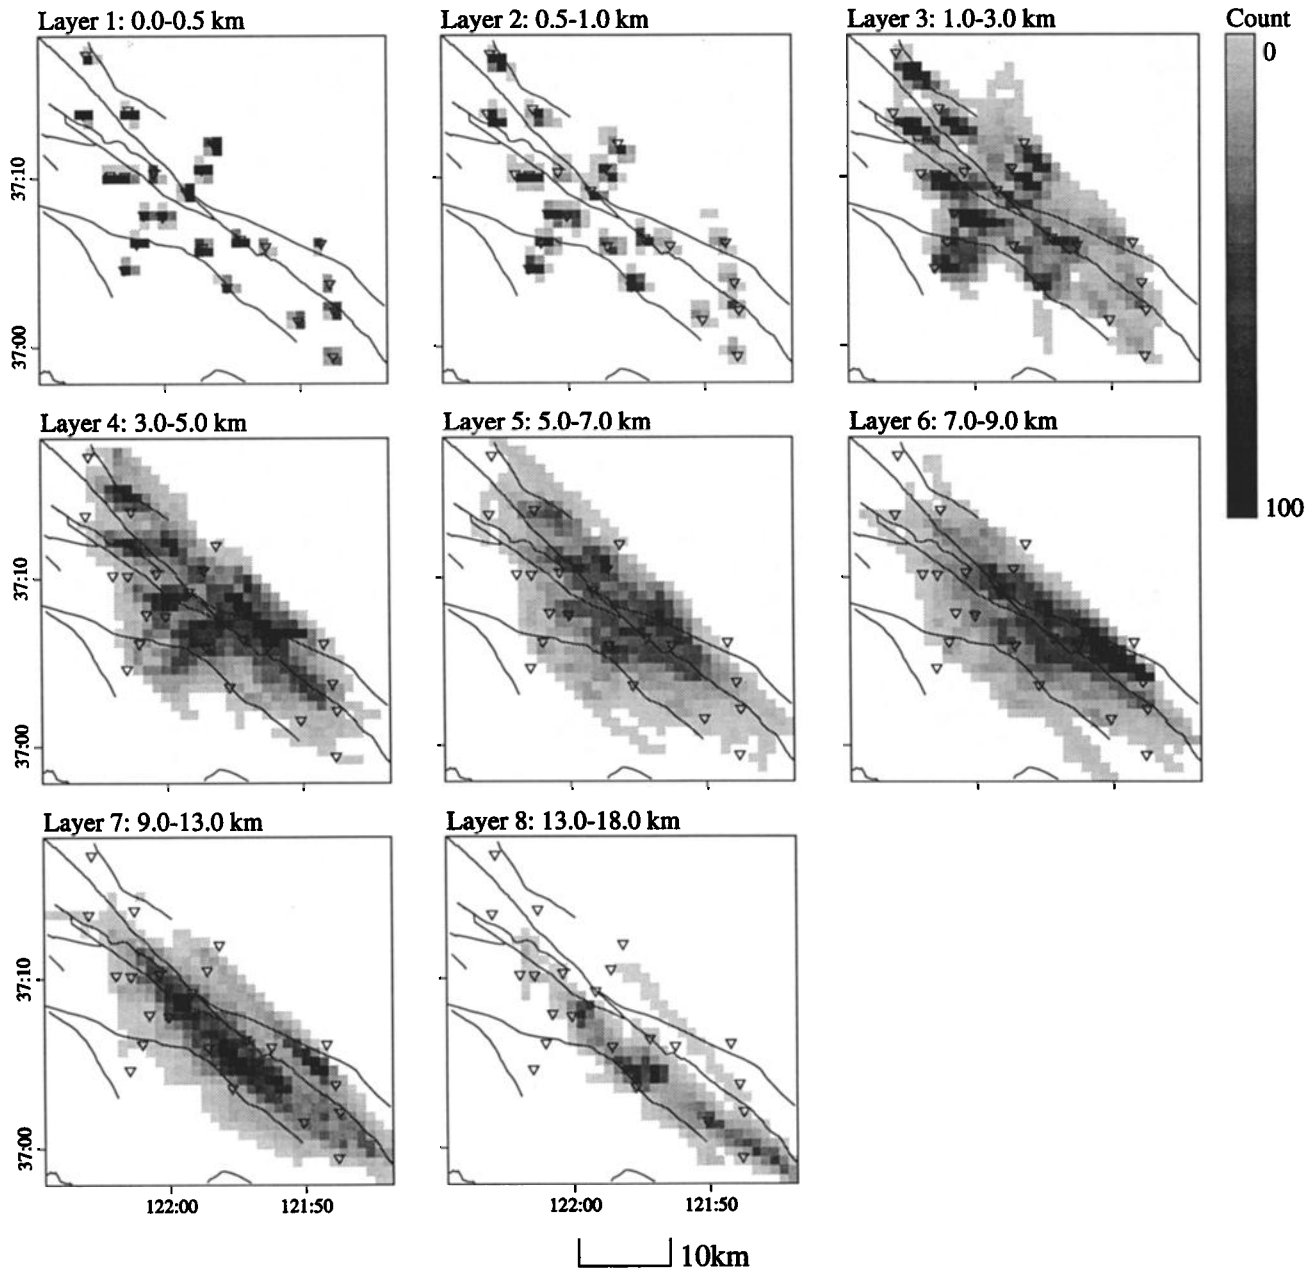 Layer 1: 0.0-0.5 km
Layer 2: 0.5-1.0 km
Layer 3: 1.0-3.0 km
Count
0
37:10
37:00
Layer 4: 3.0-5.0 km
Layer 5: 5.0-7.0 km
Layer 6: 7.0-9.0 km
100
37:10
37:00
Layer 7: 9.0-13.0 km
Layer 8: 13.0-18.0 km
37:10
37:00
122:00
121:50
122:00
121:50
10km